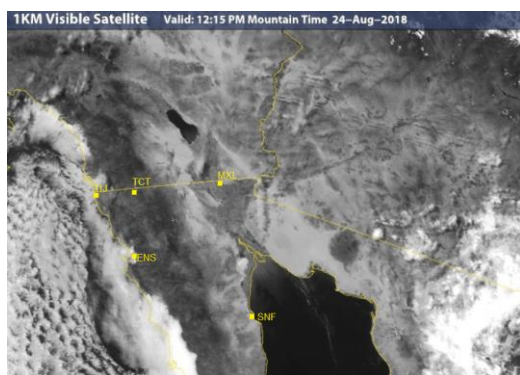 1KM Visible Satellite Valid: 12:15 PM Mountain Time 24-Aug-2018
TCT
MXL
ENS
SNF